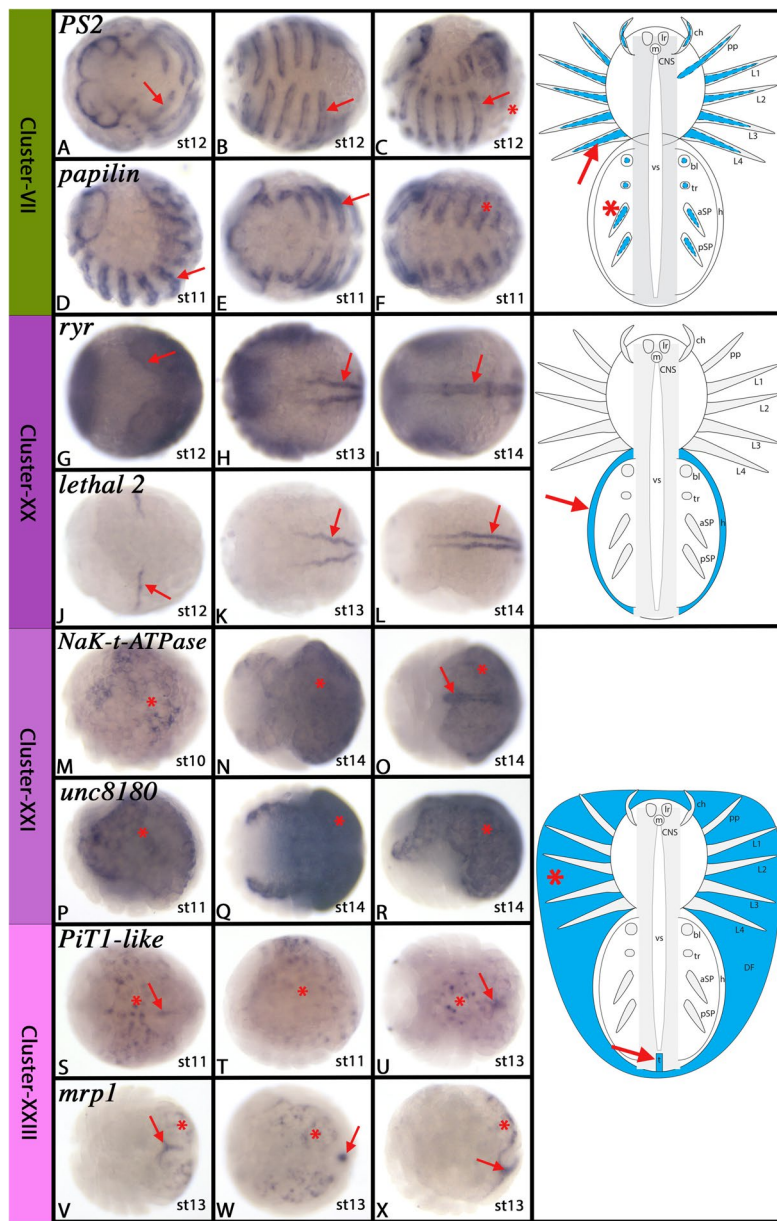 Cluster-VII
PS2
A st12
B st12
C st12
*
papilin
D st11
E st11
F st11
*
ch
lr
m
pp
CNS
L1
L2
L3
L4
vs
bl
tr
aSP h
pSP
*
Cluster-XX
ryr
G st12
H st13
I st14
lethal 2
J st12
K st13
L st14
ch
lr
m
pp
CNS
L1
L2
L3
L4
vs
bl
tr
aSP h
pSP
Cluster-XXI
NaK-t-ATPase
M st10
*
N st14
*
O st14
*
unc8180
P st11
*
Q st14
*
R st14
*
Cluster-XXIII
PiT1-like
S st11
*
T st11
*
U st13
*
mrp1
V st13
*
W st13
*
X st13
*
ch
lr
m
pp
CNS
L1
L2
L3
L4
DF
vs
bl
tr
aSP h
pSP
*